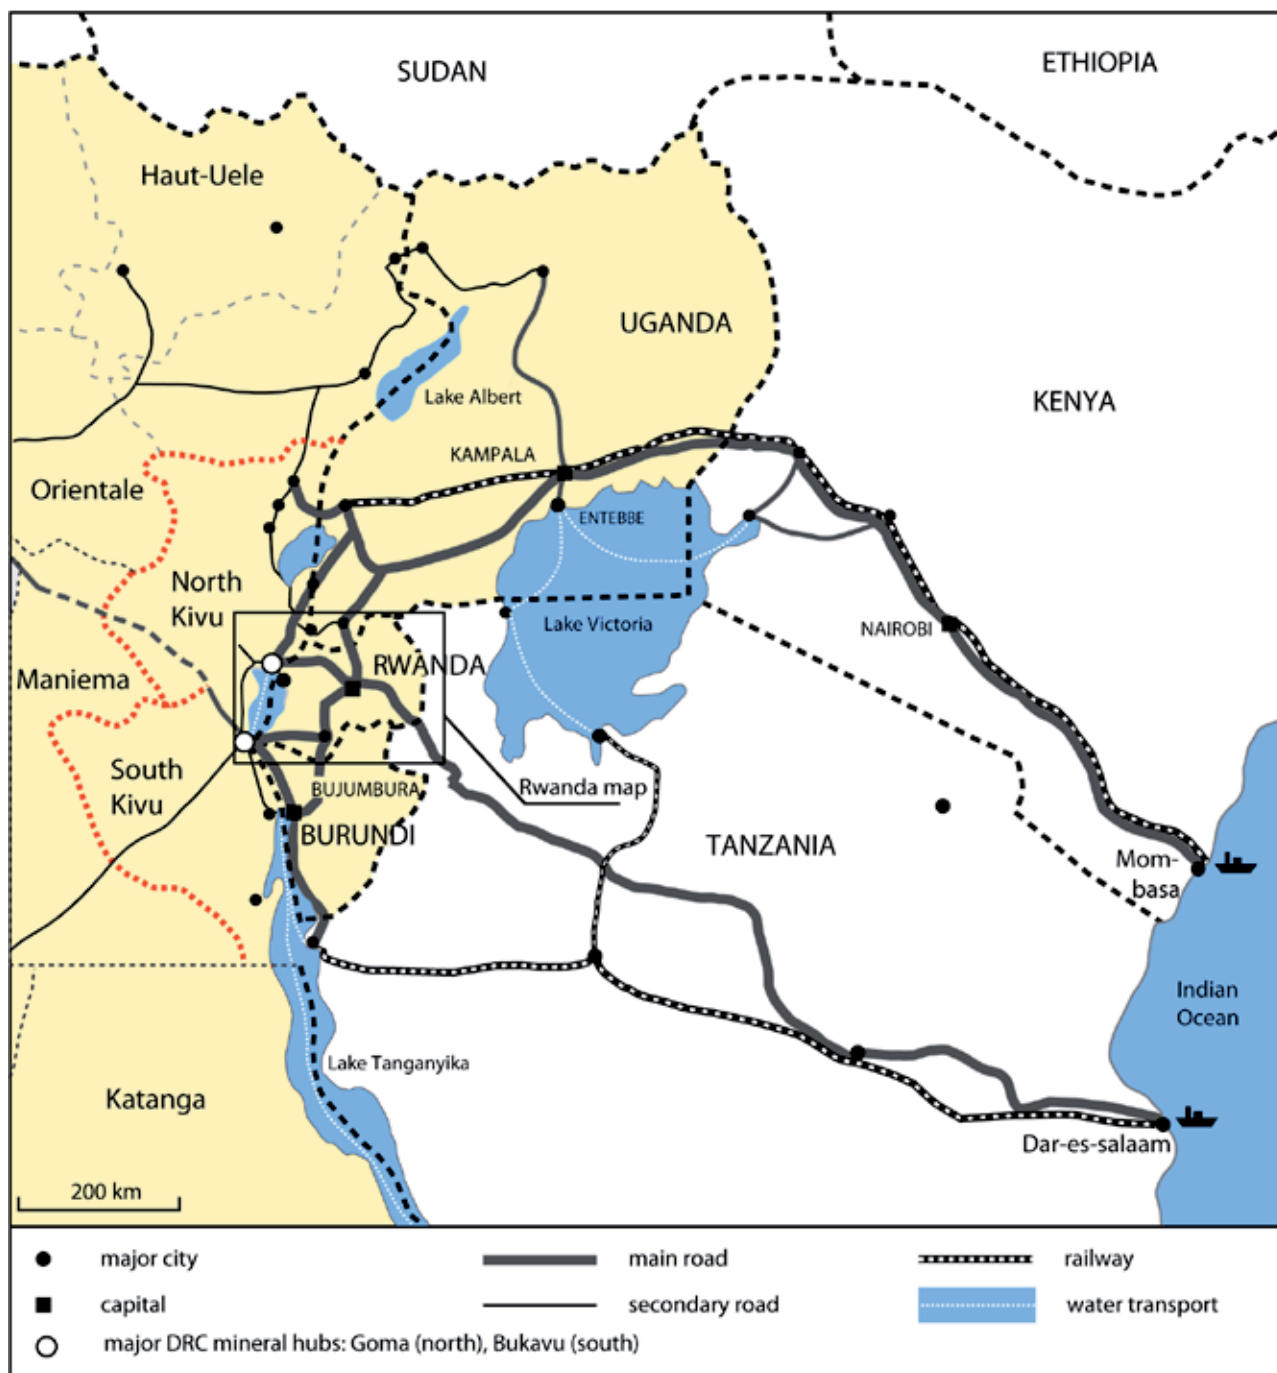 SUDAN
ETHIOPIA
Haut-Uele
UGANDA
Lake Albert
KENYA
KAMPALA
Orientale
ENTEBBE
North
Kivu
Lake Victoria
NAIROBI
RWANDA
Maniema
South
Kivu
BUJUMBURA
Rwanda map
BURUNDI
TANZANIA
Mom-
basa
Indian
Ocean
Lake Tanganyika
Katanga
Dar-es-salaam
200 km
major city
main road
railway
capital
secondary road
water transport
major DRC mineral hubs: Goma (north), Bukavu (south)